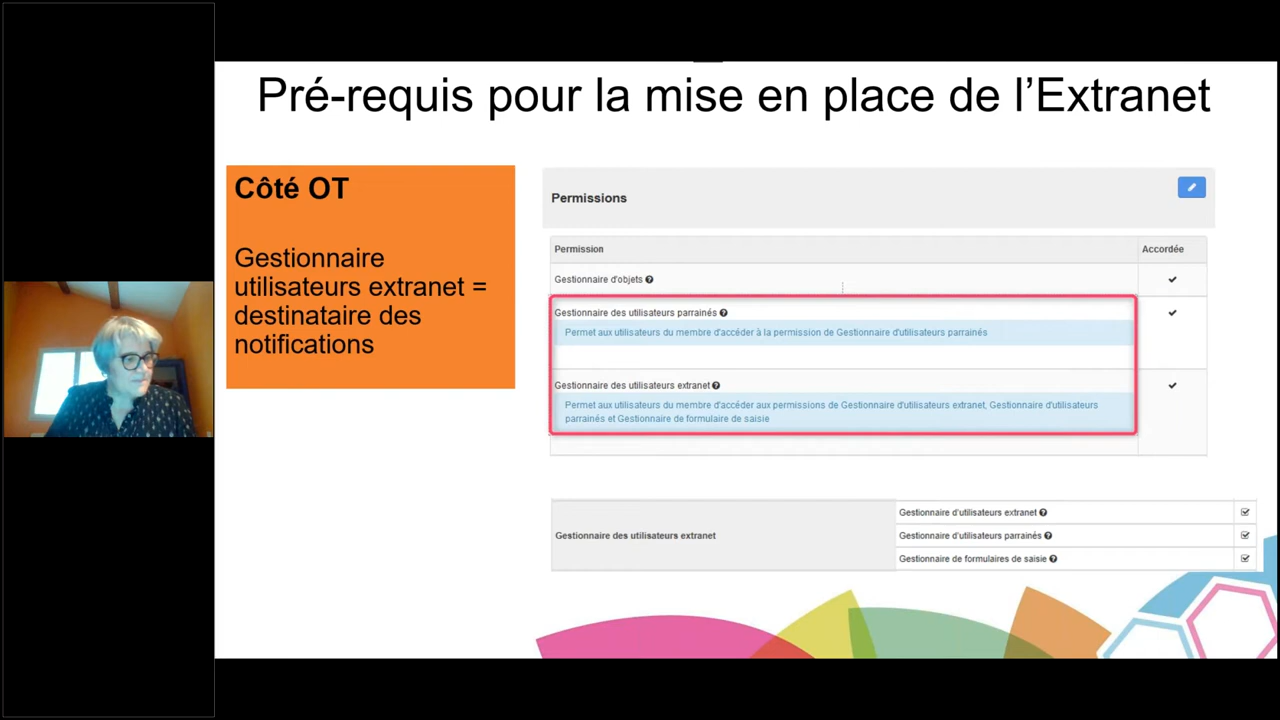 Pré-requis pour la mise en place de l'Extranet
Côté OT
Gestionnaire
utilisateurs extranet =
destinataire des
notifications
Permissions
Permission Accordée
Gestionnaire d'objets
Gestionnaire des utilisateurs parrainés
Permet aux utilisateurs du membre d'accéder à la permission de Gestionnaire d'utilisateurs parrainés
Gestionnaire des utilisateurs extranet
Permet aux utilisateurs du membre d'accéder aux permissions de Gestionnaire d'utilisateurs extranet, Gestionnaire d'utilisateurs
parrainés et Gestionnaire de formulaire de saisie
Gestionnaire des utilisateurs extranet
Gestionnaire d'utilisateurs extranet
Gestionnaire d'utilisateurs parrainés
Gestionnaire de formulaires de saisie